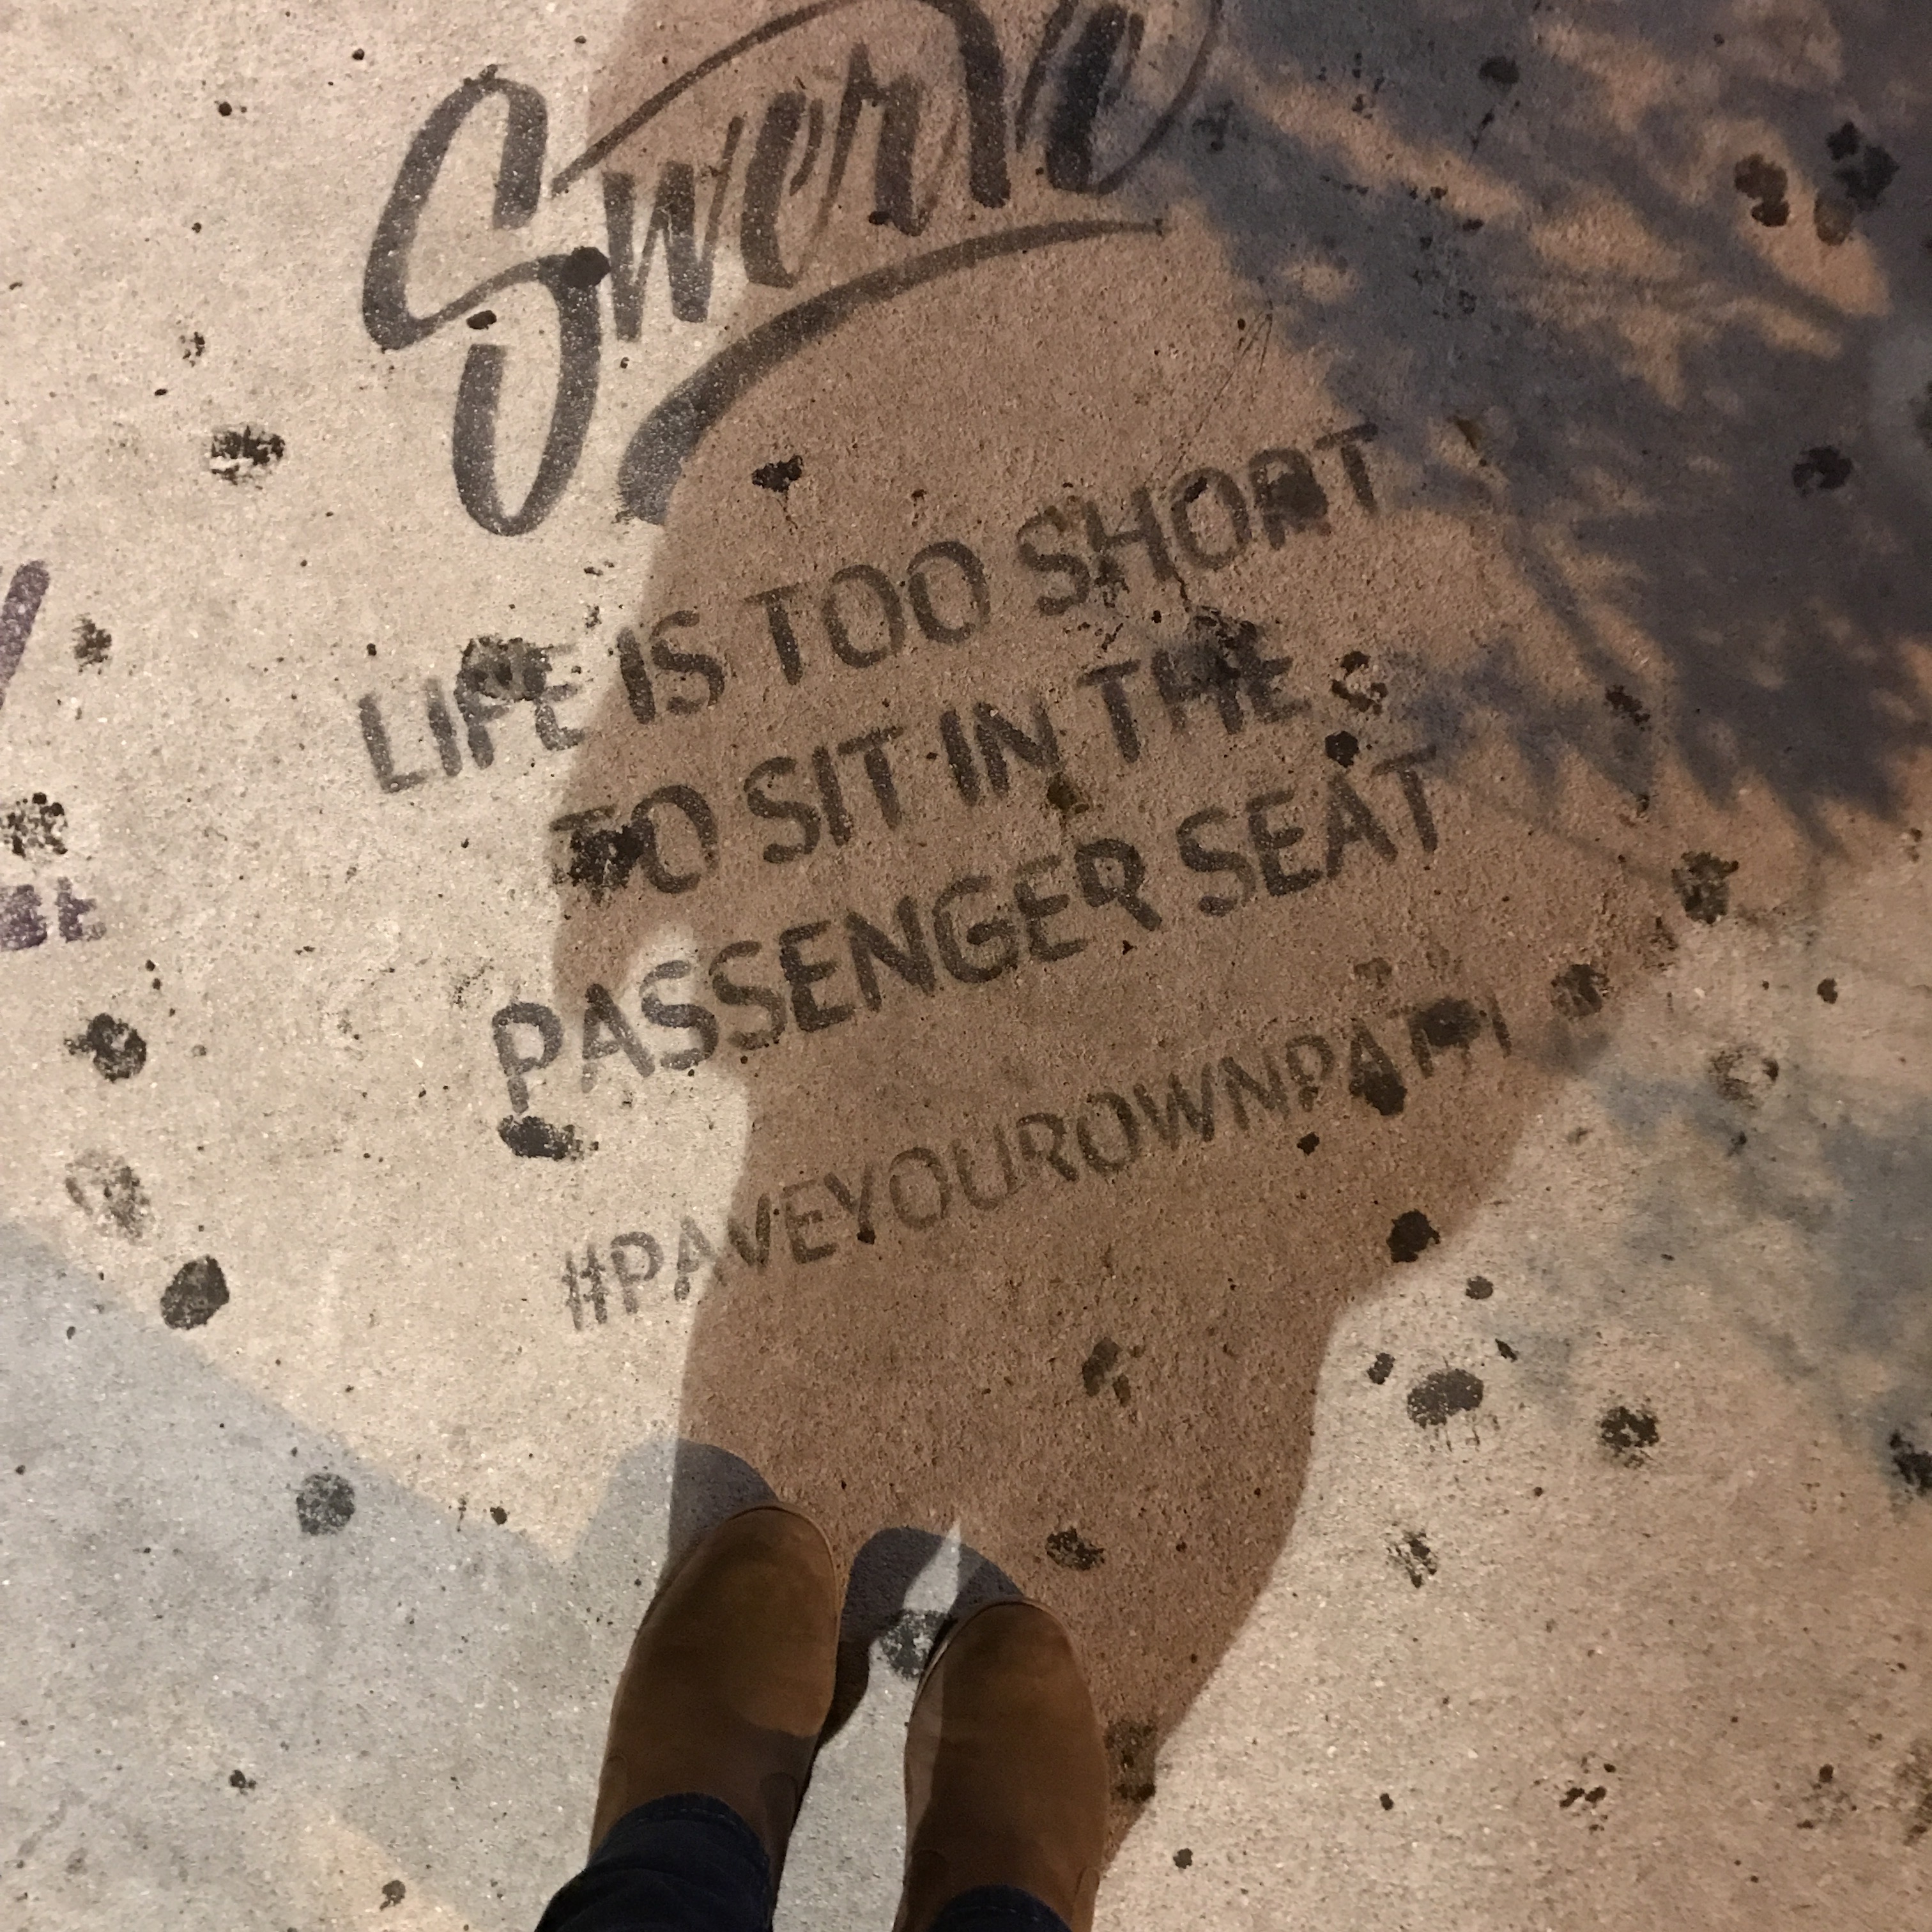 Swerve
LIFE IS TOO SHORT
TO SIT IN THE
PASSENGER SEAT
#PAVEYOUROWNPATH